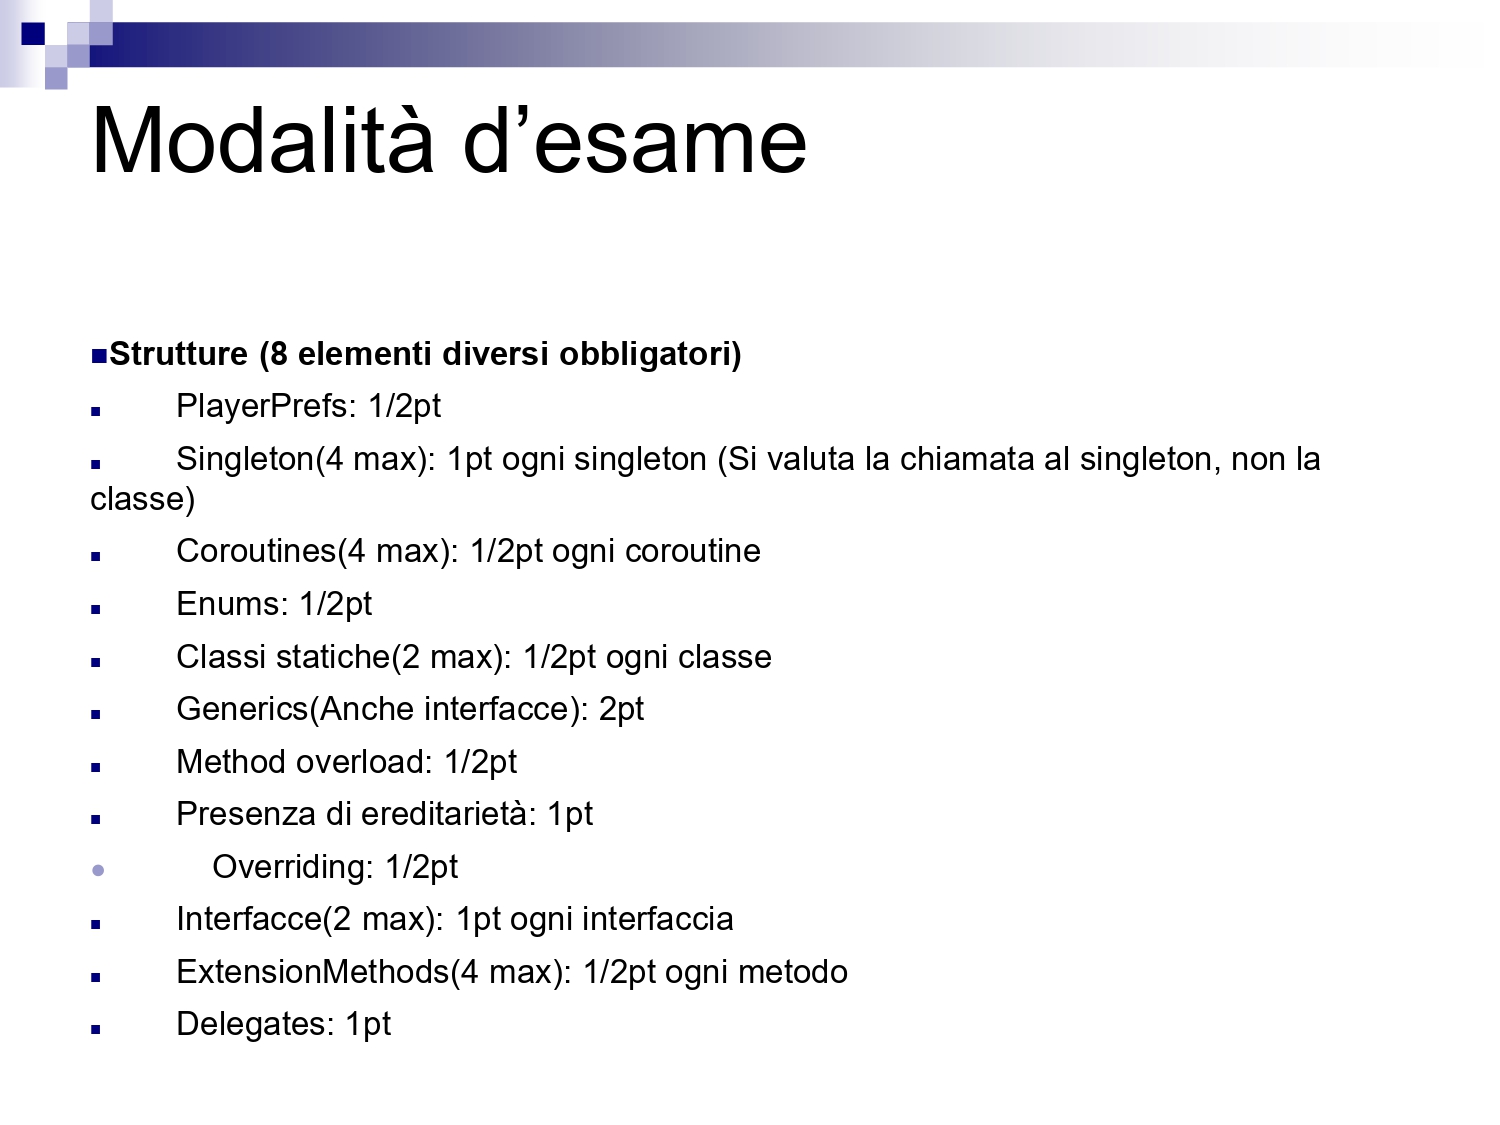 Modalità d’esame
Strutture (8 elementi diversi obbligatori)
PlayerPrefs: 1/2pt
Singleton(4 max): 1pt ogni singleton (Si valuta la chiamata al singleton, non la
classe)
Coroutines(4 max): 1/2pt ogni coroutine
Enums: 1/2pt
Classi statiche(2 max): 1/2pt ogni classe
Generics(Anche interfacce): 2pt
Method overload: 1/2pt
Presenza di ereditarietà: 1pt
Overriding: 1/2pt
Interfacce(2 max): 1pt ogni interfaccia
ExtensionMethods(4 max): 1/2pt ogni metodo
Delegates: 1pt